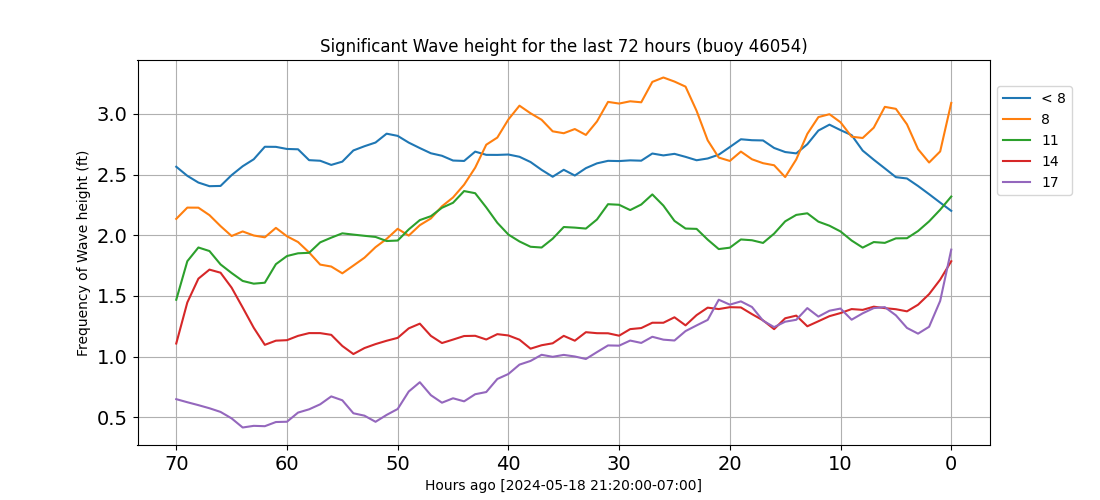 Significant Wave height for the last 72 hours (buoy 46054)
Frequency of Wave height (ft)
3.0
2.5
2.0
1.5
1.0
0.5
70 60 50 40 30 20 10 0
Hours ago [2024-05-18 21:20:00-07:00]
< 8
8
11
14
17